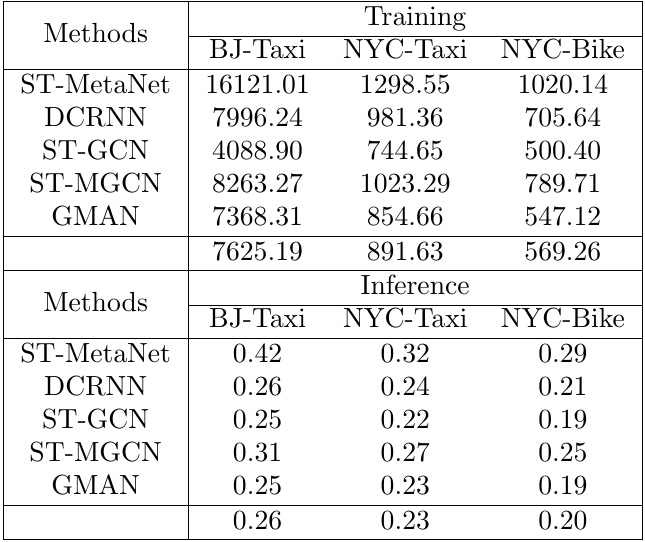 Methods Training
BJ-Taxi NYC-Taxi NYC-Bike
ST-MetaNet 16121.01 1298.55 1020.14
DCRNN 7996.24 981.36 705.64
ST-GCN 4088.90 744.65 500.40
ST-MGCN 8263.27 1023.29 789.71
GMAN 7368.31 854.66 547.12
7625.19 891.63 569.26
Methods Inference
BJ-Taxi NYC-Taxi NYC-Bike
ST-MetaNet 0.42 0.32 0.29
DCRNN 0.26 0.24 0.21
ST-GCN 0.25 0.22 0.19
ST-MGCN 0.31 0.27 0.25
GMAN 0.25 0.23 0.19
0.26 0.23 0.20